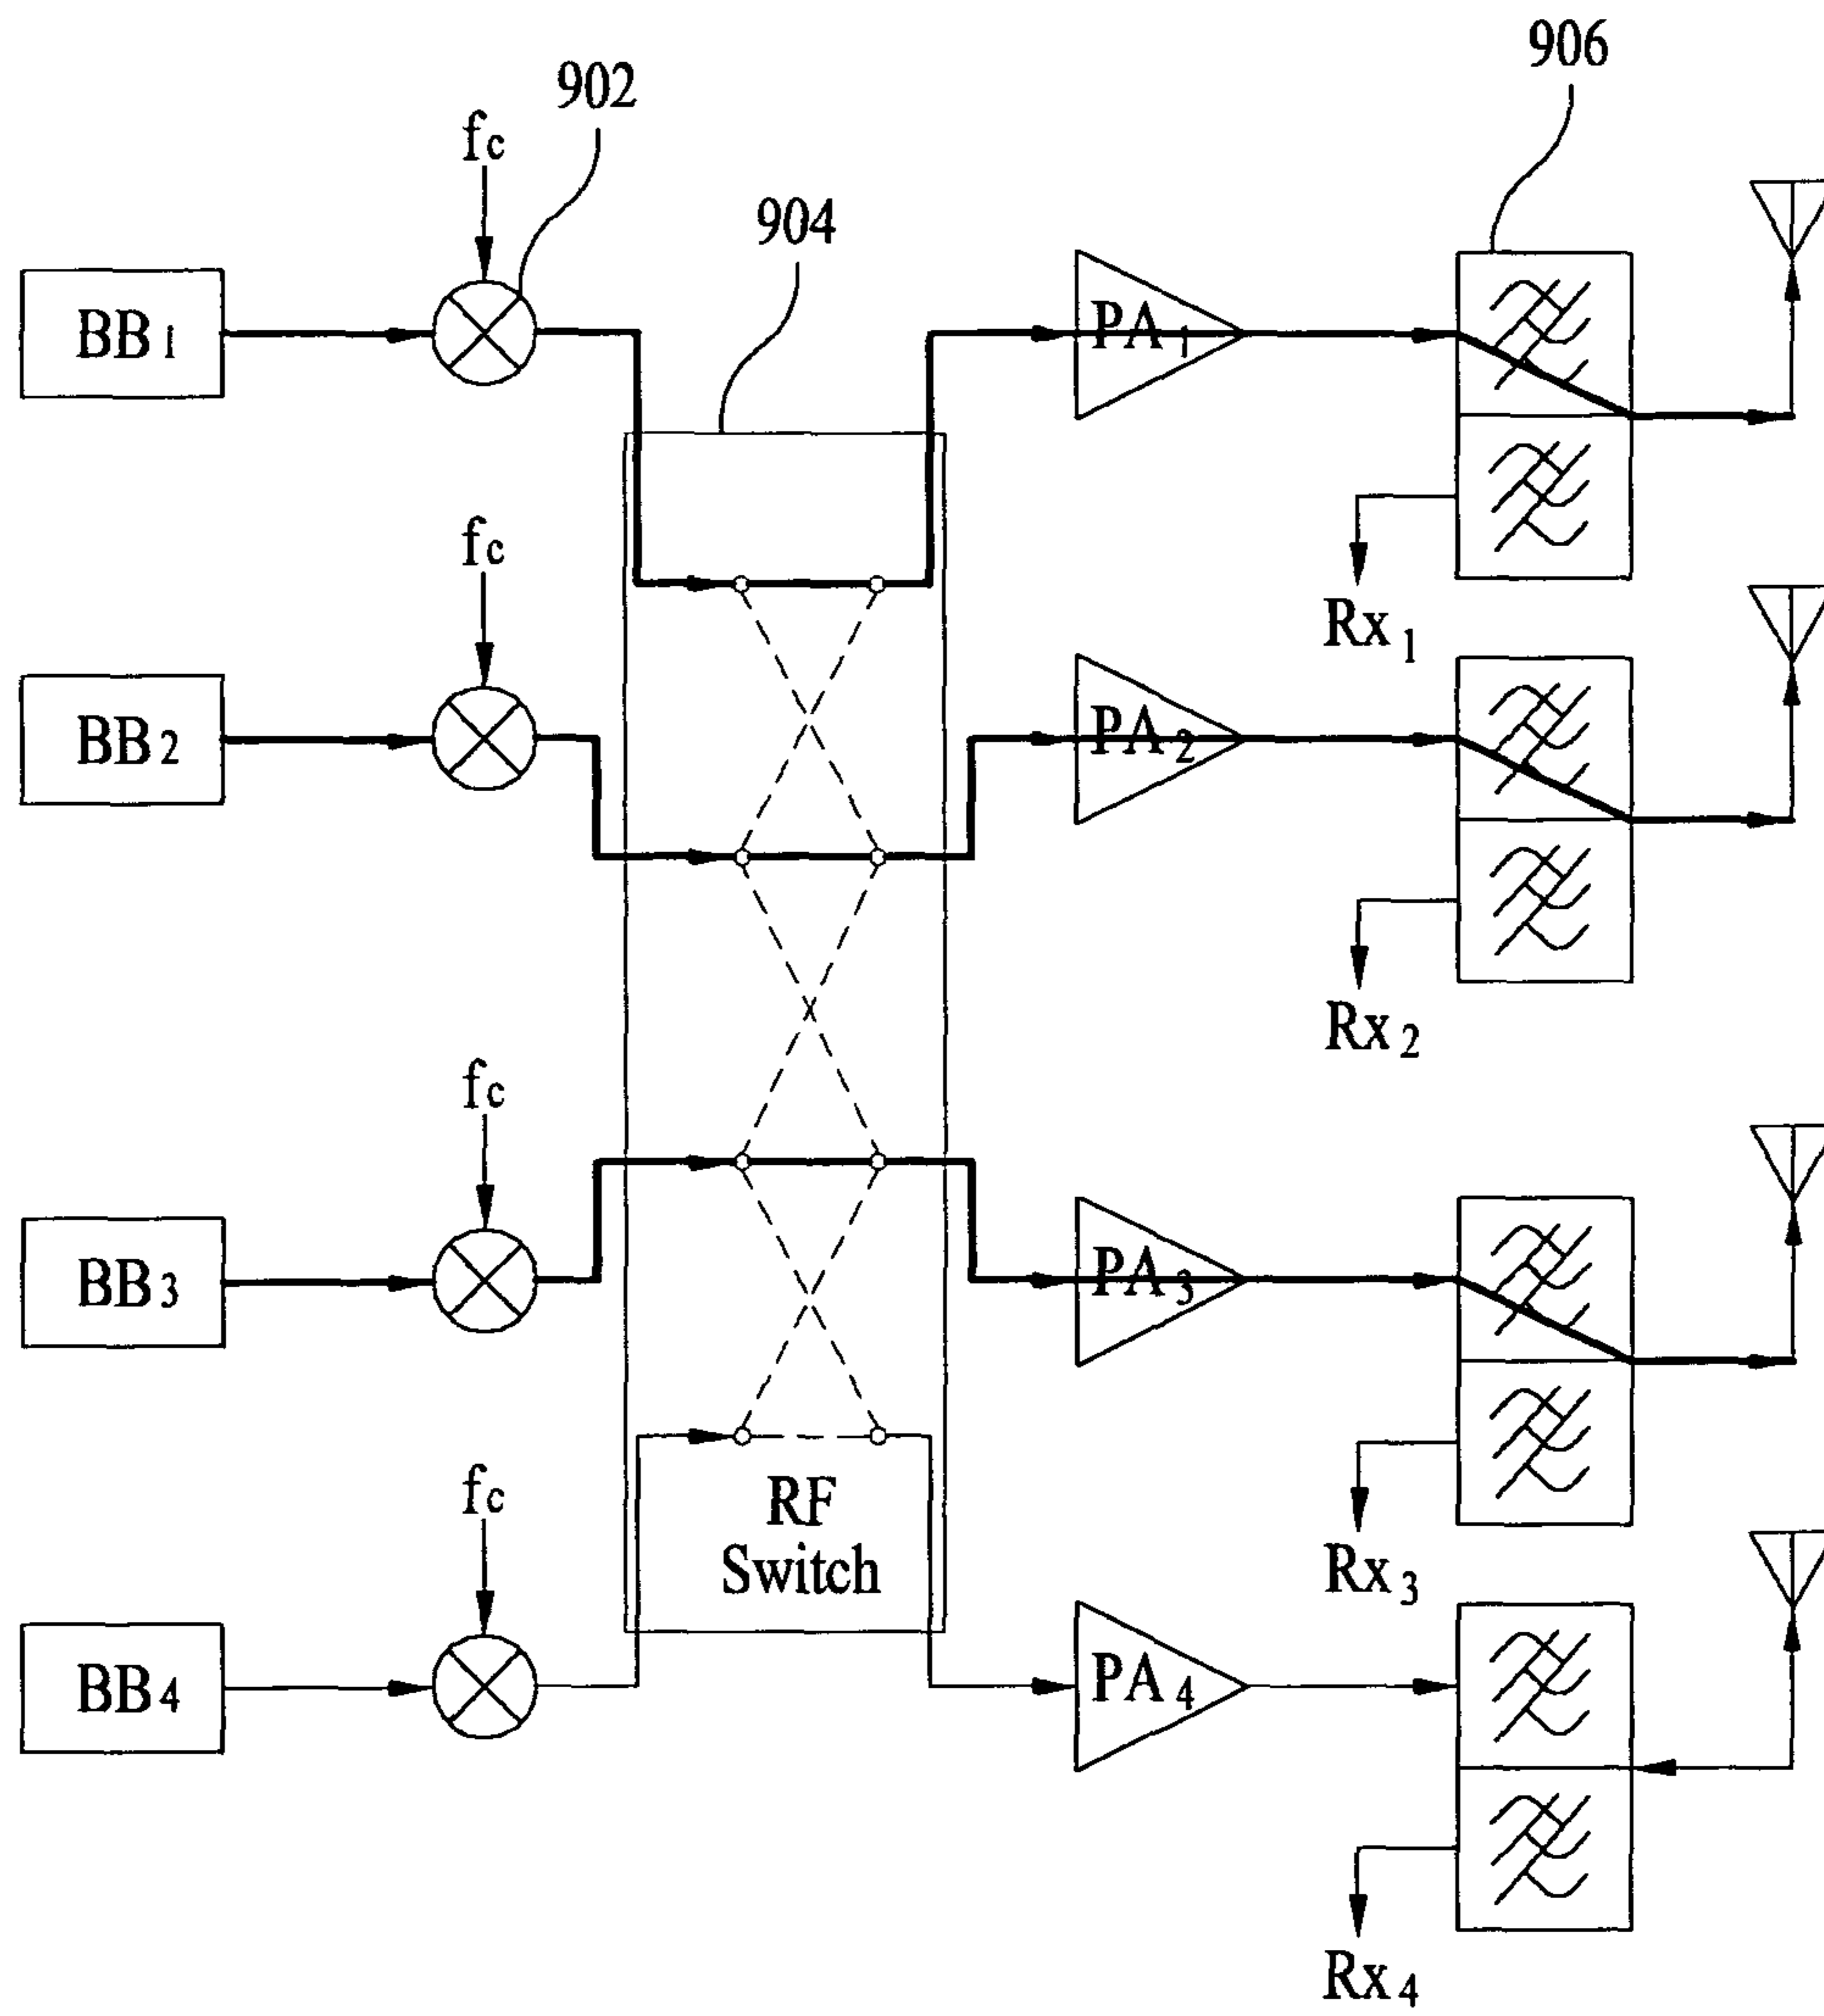 906
902
fc
904
BB1
PA1
fc
Rx1
BB2
PA2
Rx2
fc
BB3
PA3
fc
RF
Switch
Rx3
BB4
PA4
Rx4